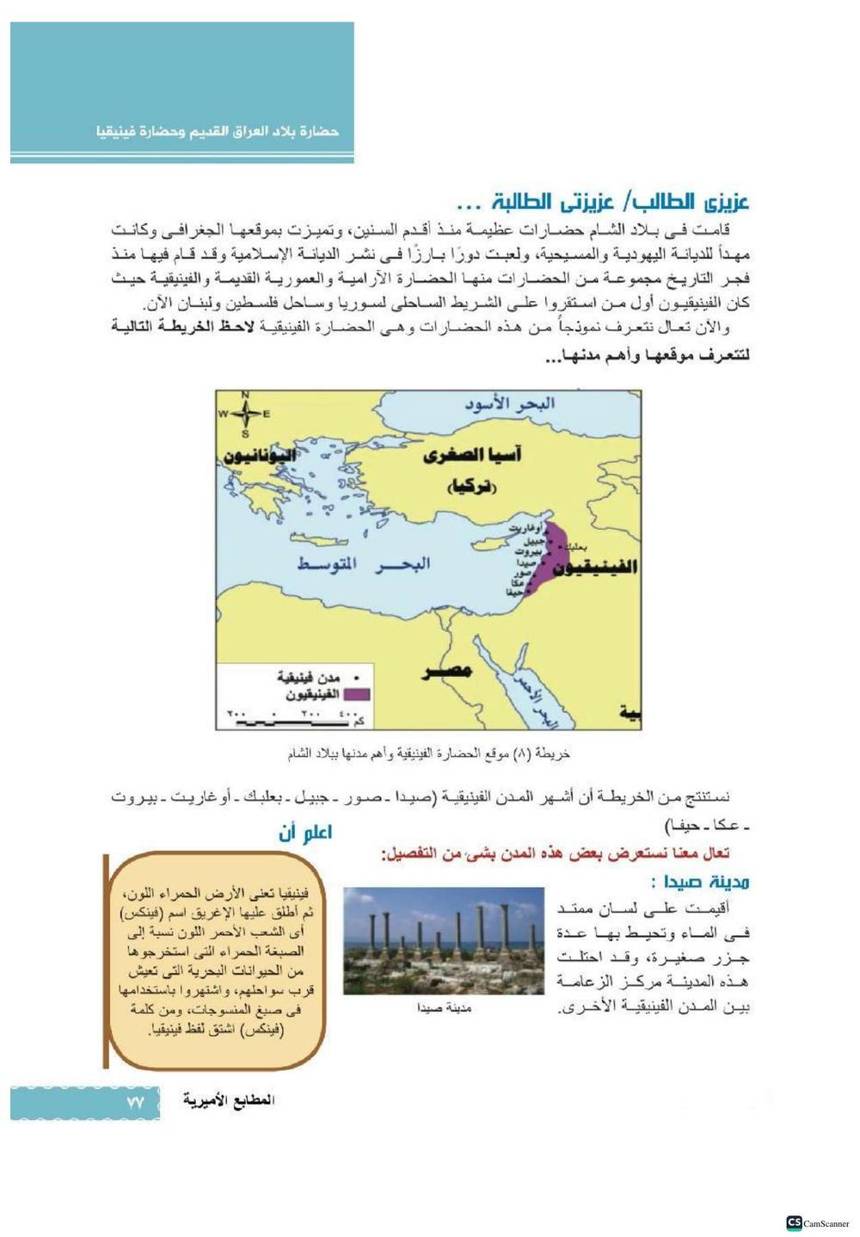 حضارة بلاد العراق القديم وحضارة فينيقيا
عزيزى الطالب/ عزيزتى الطالبة ...
قامت فى بلاد الشام حضارات عظيمة منذ أقدم السنين، وتميزت بموقعها الجغرافى وكانت
مهداً للديانة اليهودية والمسيحية، ولعبت دورًا بارزًا فى نشر الديانة الإسلامية وقد قام فيها منذ
فجر التاريخ مجموعة من الحضارات منها الحضارة الآرامية والعمورية القديمة والفينيقية حيث
كان الفينيقيون أول من استقروا على الشريط الساحلى لسوريا وساحل فلسطين ولبنان الآن.
والآن تعال نتعرف نموذجاً من هذه الحضارات وهى الحضارة الفينيقية لاحظ الخريطة التالية
لتتعرف موقعها وأهم مدنها...
البحر الأسود
N
W E
S
اليونانيون
آسيا الصغرى
(تركيا)
أوغاريت
جبيل
بعلبك
بيروت
صيدا
صور
عكا
حيفا
الفينيقيون
البحر المتوسط
مصر
البحر الأحمر
بية
مدن فينيقية
الفينيقيون
٢٠٠ ٠ ٢٠٠ ٤٠٠ كم
خريطة (٨) موقع الحضارة الفينيقية وأهم مدنها ببلاد الشام
نستنتج من الخريطة أن أشهر المدن الفينيقية (صيدا ـ صور ـ جبيل ـ بعلبك ـ أوغاريت ـ بيروت
ـ عكا ـ حيفا)
تعال معنا نستعرض بعض هذه المدن بشئ من التفصيل:
مدينة صيدا :
أقيمت على لسان ممتد
فى الماء وتحيط بها عدة
جزر صغيرة، وقد احتلت
هذه المدينة مركز الزعامة
بين المدن الفينيقية الأخرى.
مدينة صيدا
اعلم أن
فينيقيا تعنى الأرض الحمراء اللون،
ثم أطلق عليها الإغريق اسم (فينكس)
أى الشعب الأحمر اللون نسبة إلى
الصبغة الحمراء التى استخرجوها
من الحيوانات البحرية التى تعيش
قرب سواحلهم، واشتهروا باستخدامها
فى صبغ المنسوجات، ومن كلمة
(فينكس) اشتق لفظ فينيقيا.
المطابع الأميرية
٧٧
CS CamScanner